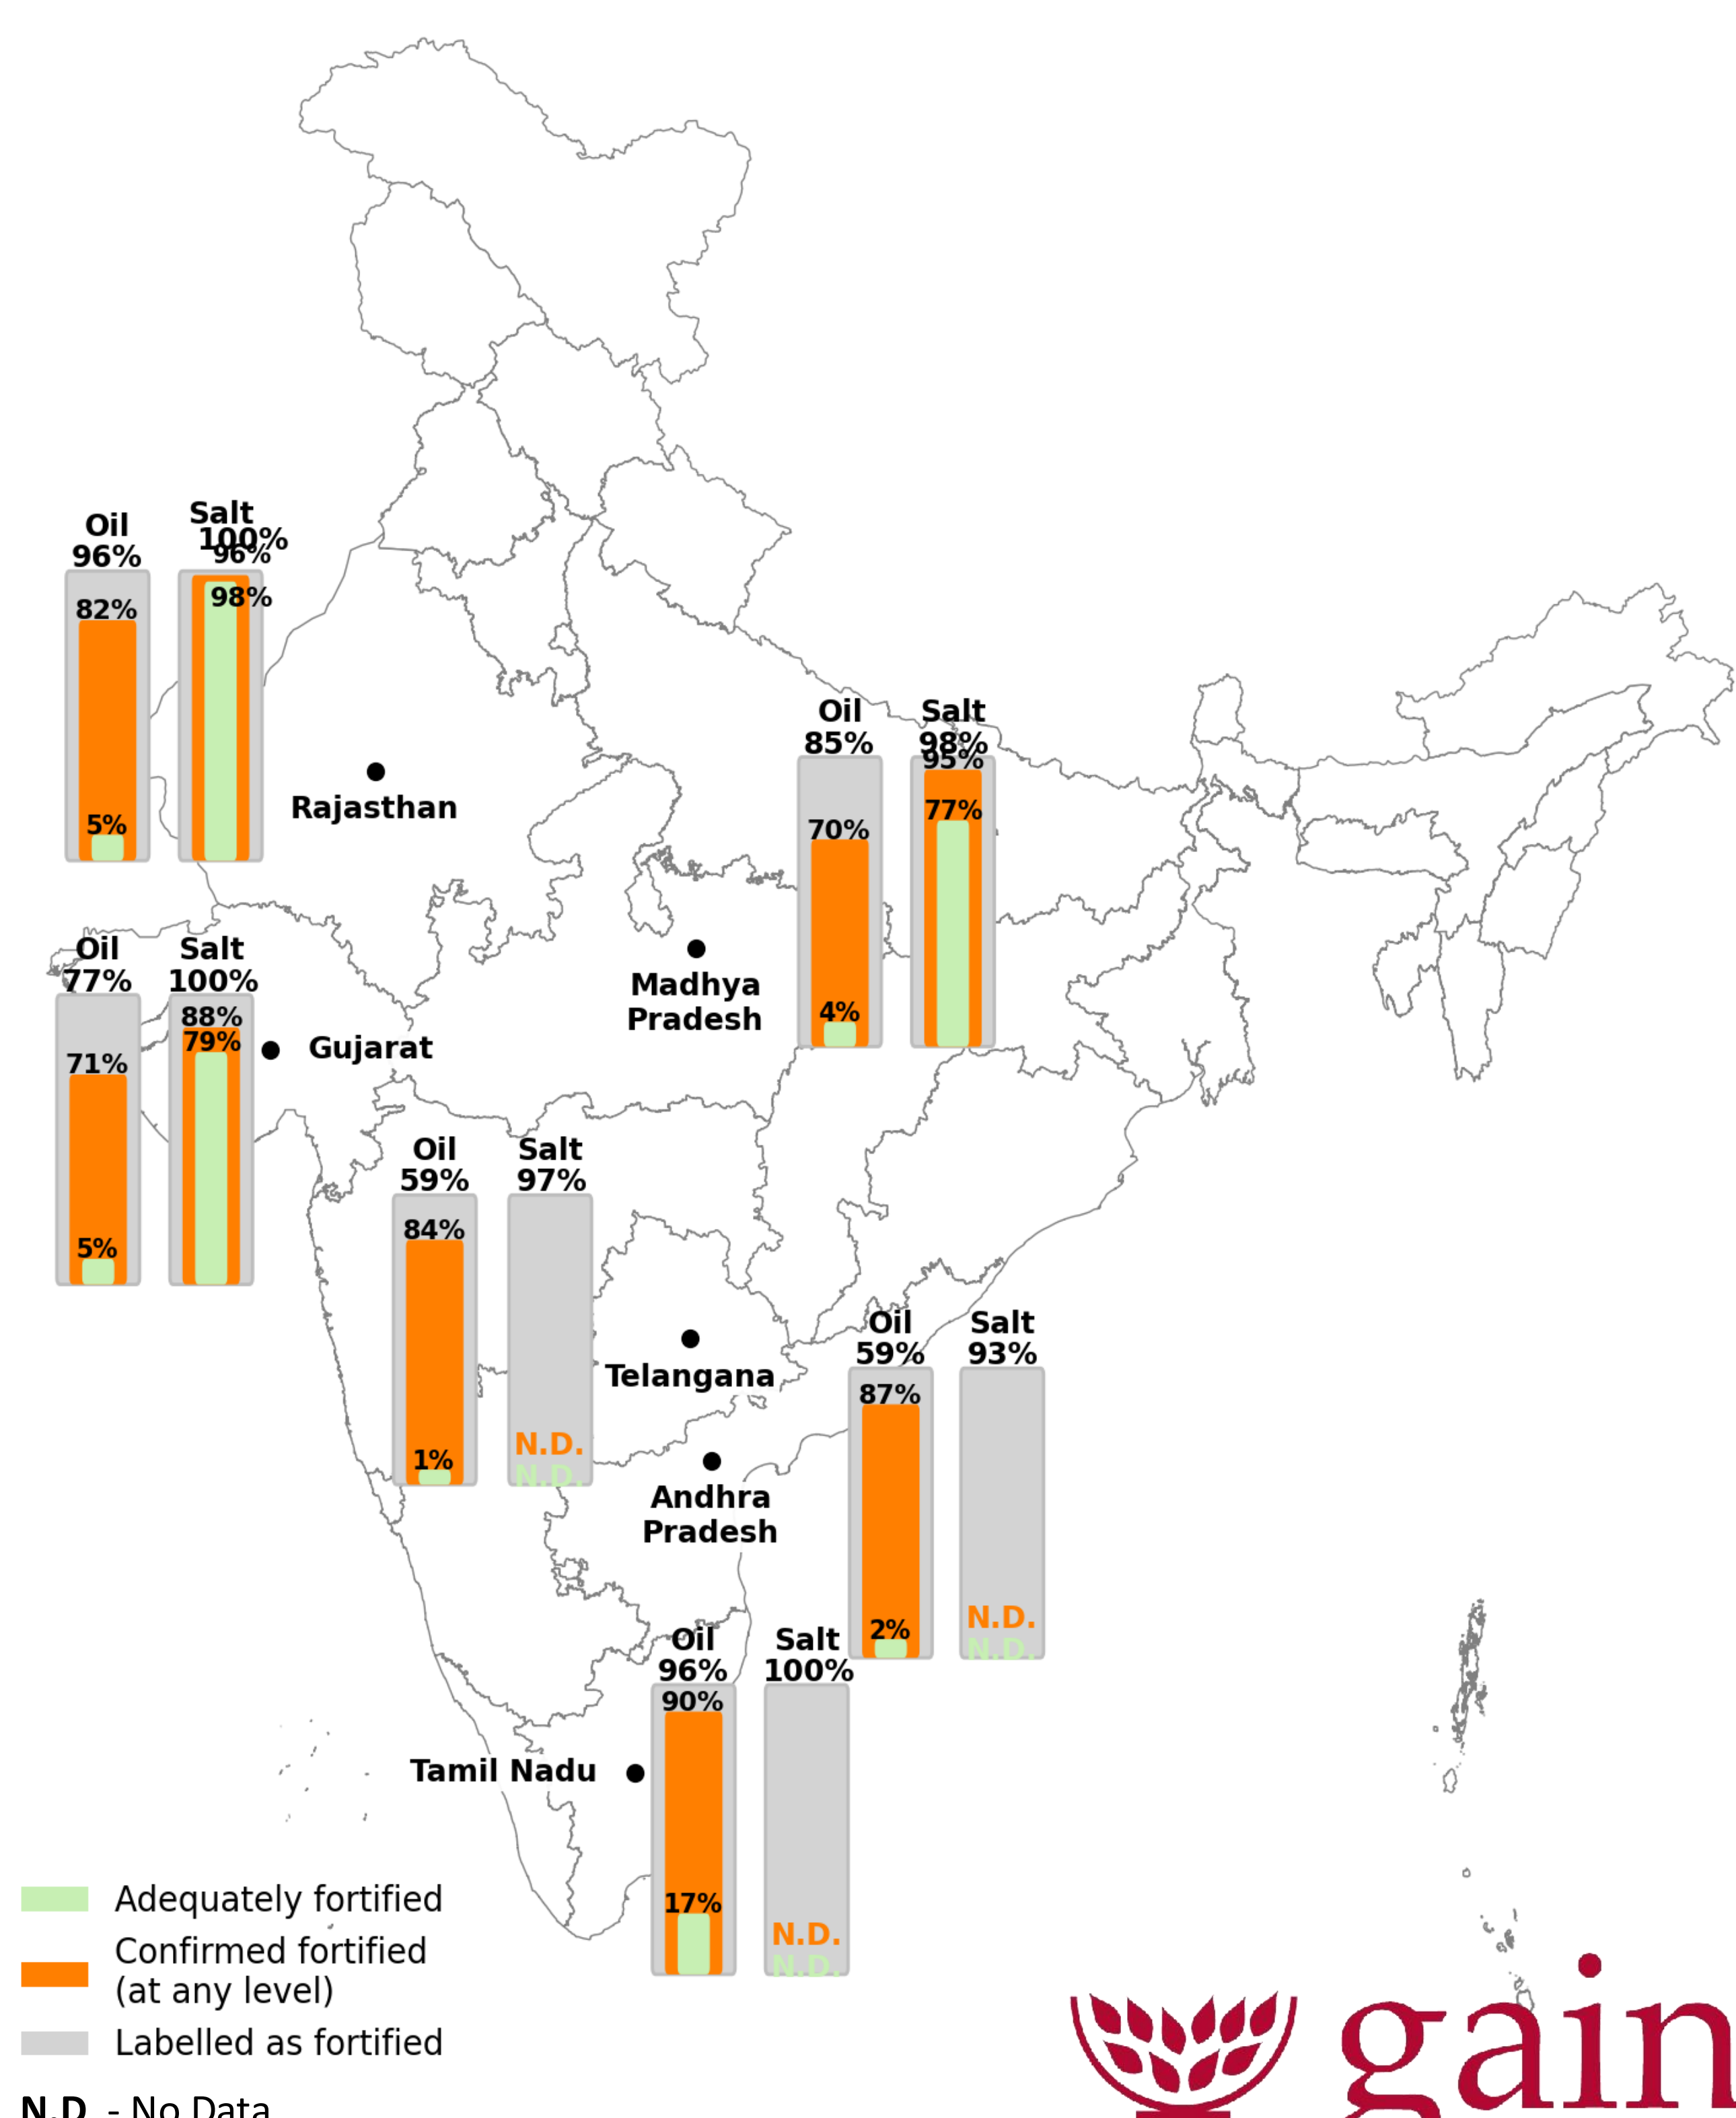 Oil
96%
82%
5%
Salt
100%
96%
98%
Rajasthan
Oil
85%
70%
4%
Salt
98%
95%
77%
Madhya
Pradesh
Oil
77%
71%
5%
Salt
100%
88%
79%
Gujarat
Oil
59%
84%
1%
Salt
97%
N.D.
N.D.
Telangana
Oil
59%
87%
2%
Salt
93%
N.D.
N.D.
Andhra
Pradesh
Oil
96%
90%
17%
Salt
100%
N.D.
N.D.
Tamil Nadu
Adequately fortified
Confirmed fortified
(at any level)
Labelled as fortified
N.D - No Data
gain